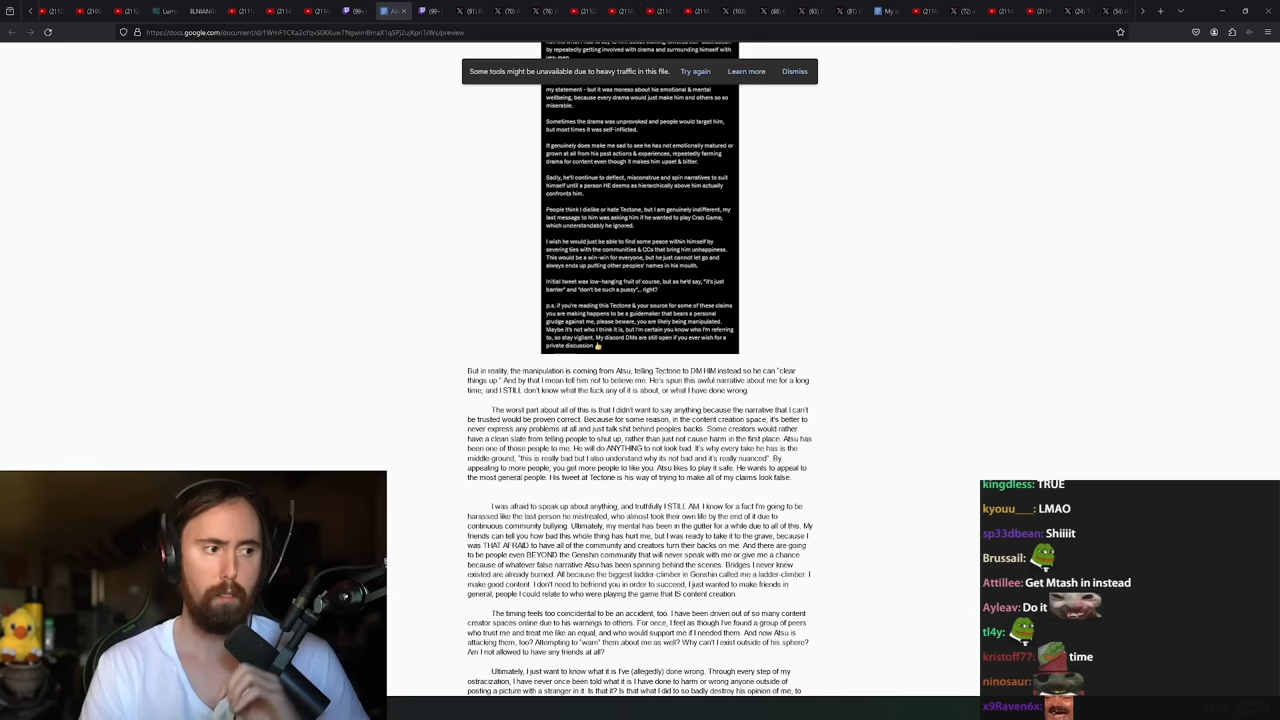 docs.google.com/document/d/1WmF1CXa2cYqvS0KKuw7NgwimBmaX1qSPj2ujKpnTxWs/preview
by repeatedly getting involved with drama and surrounding himself with
yes-men.
Some tools might be unavailable due to heavy traffic in this file. Try again Learn more Dismiss
my statement - but it was moreso about his emotional & mental
wellbeing, because every drama would just make him and others so so
miserable.
Sometimes the drama was unprovoked and people would target him,
but most times it was self-inflicted.
It genuinely does make me sad to see he has not emotionally matured or
grown at all from his past actions & experiences, repeatedly farming
drama for content even though it makes him upset & bitter.
Sadly, he'll continue to deflect, misconstrue and spin narratives to suit
himself until a person HE deems as hierarchically above him actually
confronts him.
People think I dislike or hate Tectone, but I am genuinely indifferent, my
last message to him was asking him if he wanted to play Crab Game,
which understandably he ignored.
I wish he would just be able to find some peace within himself by
severing ties with the communities & CCs that bring him unhappiness.
This would be a win-win for everyone, but he just cannot let go and
always ends up putting other peoples' names in his mouth.
Initial tweet was low-hanging fruit of course, but as he'd say, "it's just
banter" and "don't be such a pussy"... right?
p.s. if you're reading this Tectone & your source for some of these claims
you are making happens to be a guidemaker that bears a personal
grudge against me, please beware, you are likely being manipulated.
Maybe it's not who I think it is, but I'm certain you know who I'm referring
to, so stay vigilant. My discord DMs are still open if you ever wish for a
private discussion 👍
But in reality, the manipulation is coming from Atsu, telling Tectone to DM HIM instead so he can "clear
things up." And by that I mean tell him not to believe me. He's spun this awful narrative about me for a long
time, and I STILL don't know what the fuck any of it is about, or what I have done wrong.
The worst part about all of this is that I didn't want to say anything because the narrative that I can't
be trusted would be proven correct. Because for some reason, in the content creation space, it's better to
never express any problems at all and just talk shit behind peoples backs. Some creators would rather
have a clean slate from telling people to shut up, rather than just not cause harm in the first place. Atsu has
been one of those people to me. He will do ANYTHING to not look bad. It's why every take he has is the
middle-ground, "this is really bad but I also understand why its not bad and it's really nuanced". By
appealing to more people, you get more people to like you. Atsu likes to play it safe. He wants to appeal to
the most general people. His tweet at Tectone is his way of trying to make all of my claims look false.
I was afraid to speak up about anything, and truthfully I STILL AM. I know for a fact I'm going to be
harassed like the last person he mistreated, who almost took their own life by the end of it due to
continuous community bullying. Ultimately, my mental has been in the gutter for a while due to all of this. My
friends can tell you how bad this whole thing has hurt me, but I was ready to take it to the grave, because I
was THAT AFRAID to have all of the community and creators turn their backs on me. And there are going
to be people even BEYOND the Genshin community that will never speak with me or give me a chance
because of whatever false narrative Atsu has been spinning behind the scenes. Bridges I never knew
existed are already burned. All because the biggest ladder-climber in Genshin called me a ladder-climber. I
make good content. I don't need to befriend you in order to succeed, I just wanted to make friends in
general, people I could relate to who were playing the game that IS content creation.
The timing feels too coincidental to be an accident, too. I have been driven out of so many content
creator spaces online due to his warnings to others. For once, I feel as though I've found a group of peers
who trust me and treat me like an equal, and who would support me if I needed them. And now Atsu is
attacking them, too? Attempting to "warn" them about me as well? Why can't I exist outside of his sphere?
Am I not allowed to have any friends at all?
Ultimately, I just want to know what it is I've (allegedly) done wrong. Through every step of my
ostracization, I have never once been told what it is I have done to harm or wrong anyone outside of
posting a picture with a stranger in it. Is that it? Is that what I did to so badly destroy his opinion of me, to
kingdless: TRUE
kyouu___: LMAO
sp33dbean: Shiiiit
Brussail:
Attillee: Get Mtash in instead
Ayleav: Do it
tl4y:
kristoff77: time
ninosaur:
x9Raven6x: